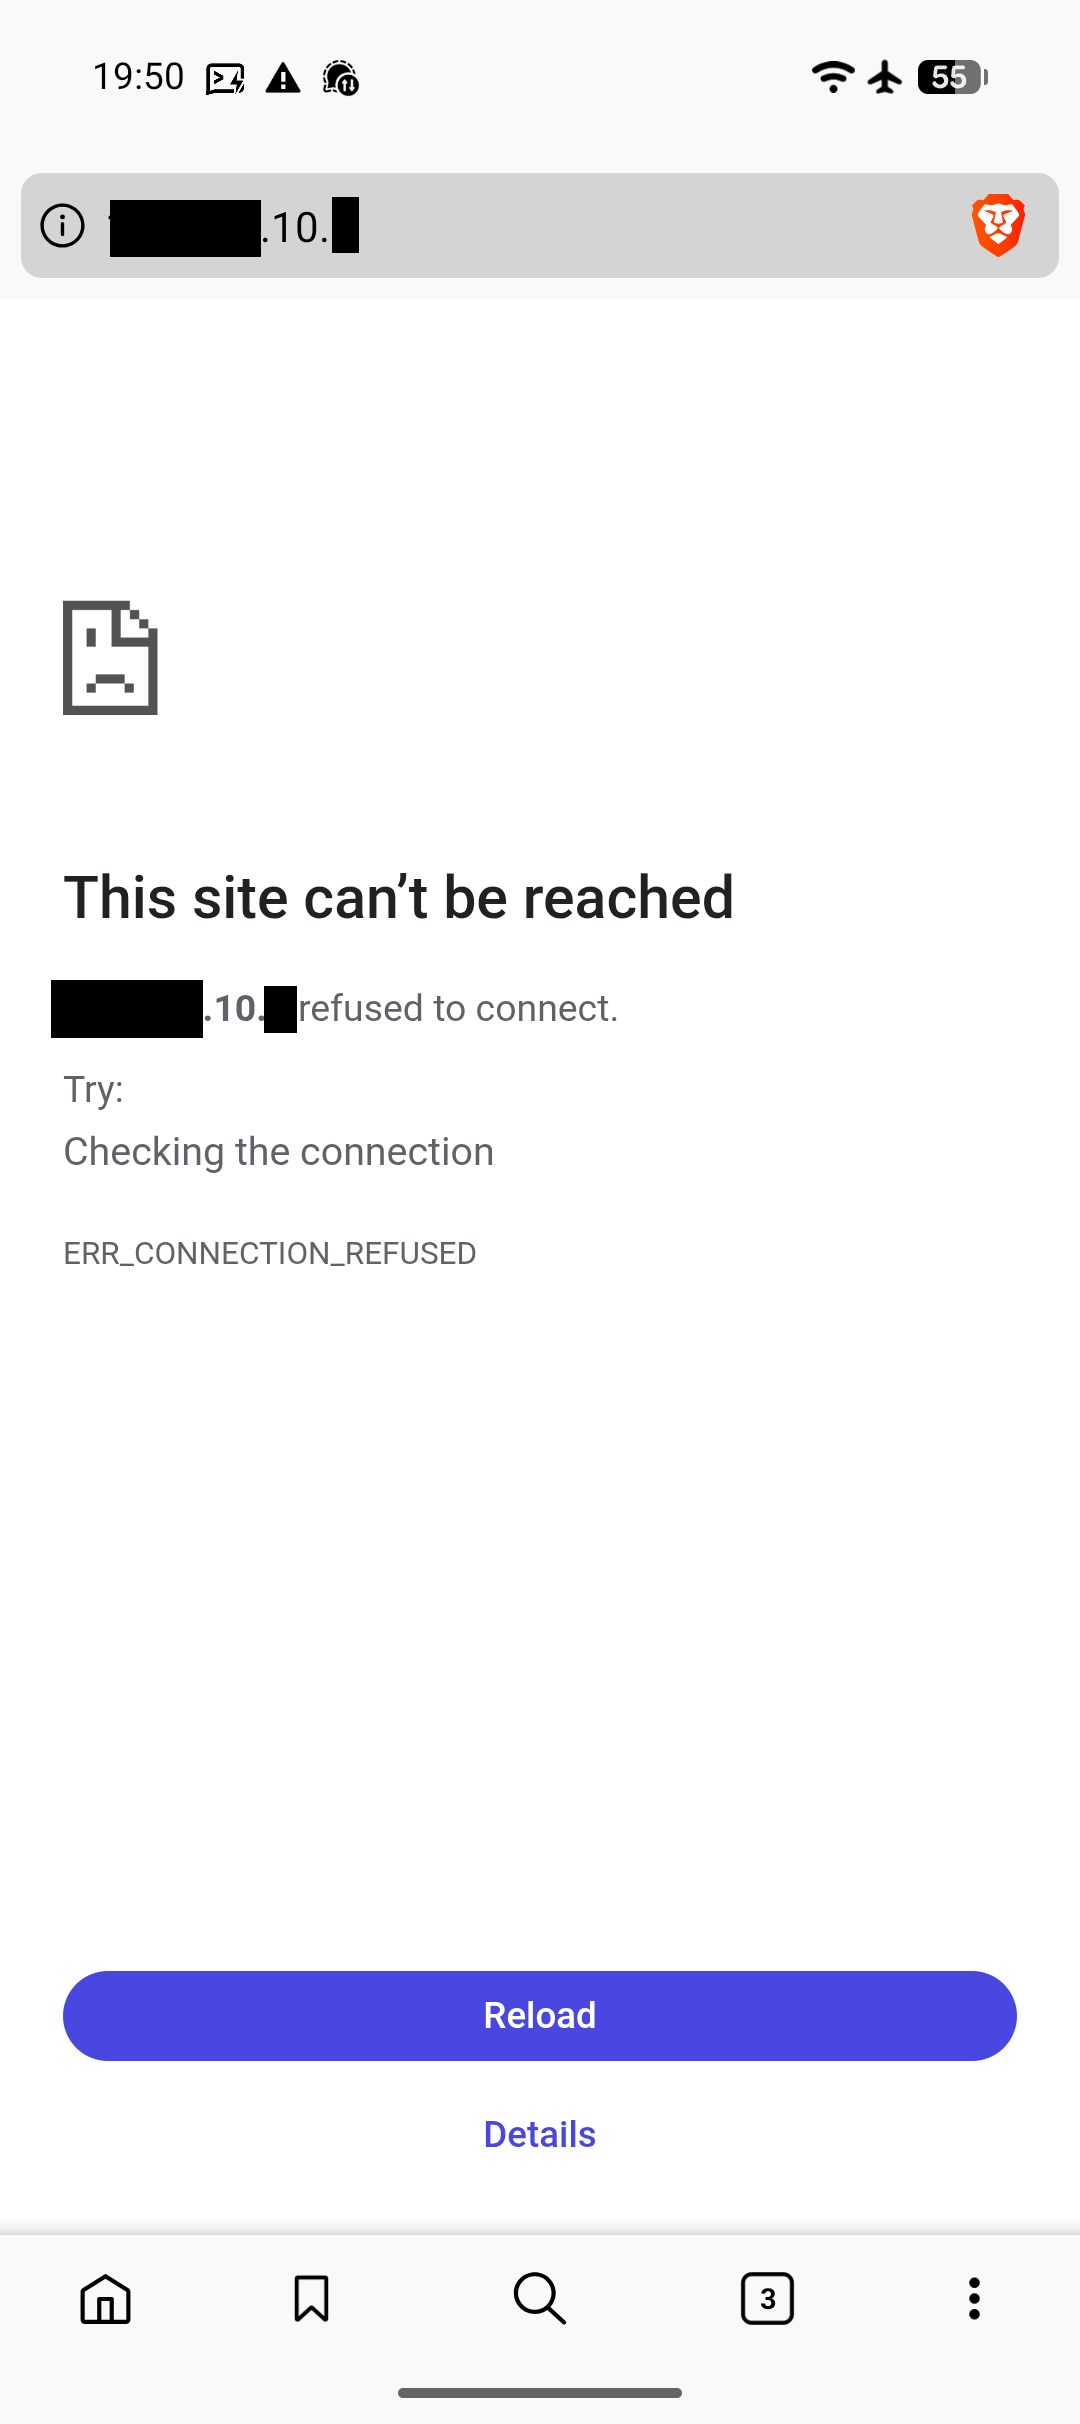 19:50
55
.10.
This site can’t be reached
.10. refused to connect.
Try:
Checking the connection
ERR_CONNECTION_REFUSED
Reload
Details
3